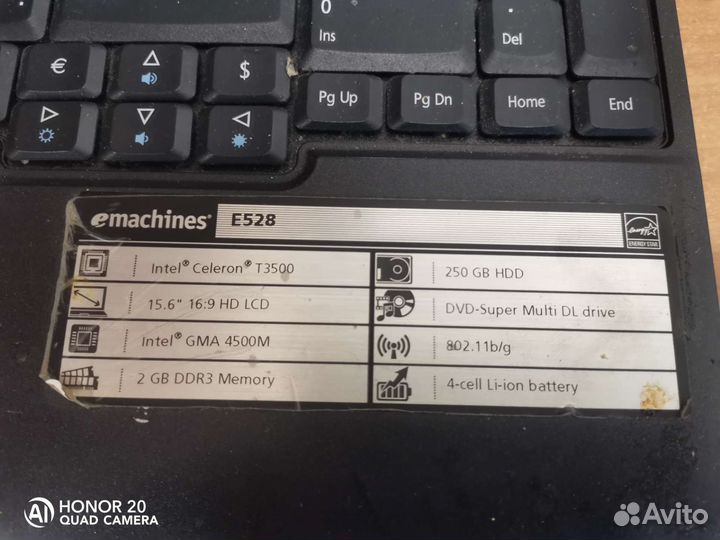 0
Ins
Del
€
$
Pg Up
Pg Dn
Home
End
emachines® E528
ENERGY STAR
Intel® Celeron® T3500
250 GB HDD
15.6" 16:9 HD LCD
DVD-Super Multi DL drive
Intel® GMA 4500M
802.11b/g
2 GB DDR3 Memory
4-cell Li-ion battery
AI HONOR 20
QUAD CAMERA
Avito